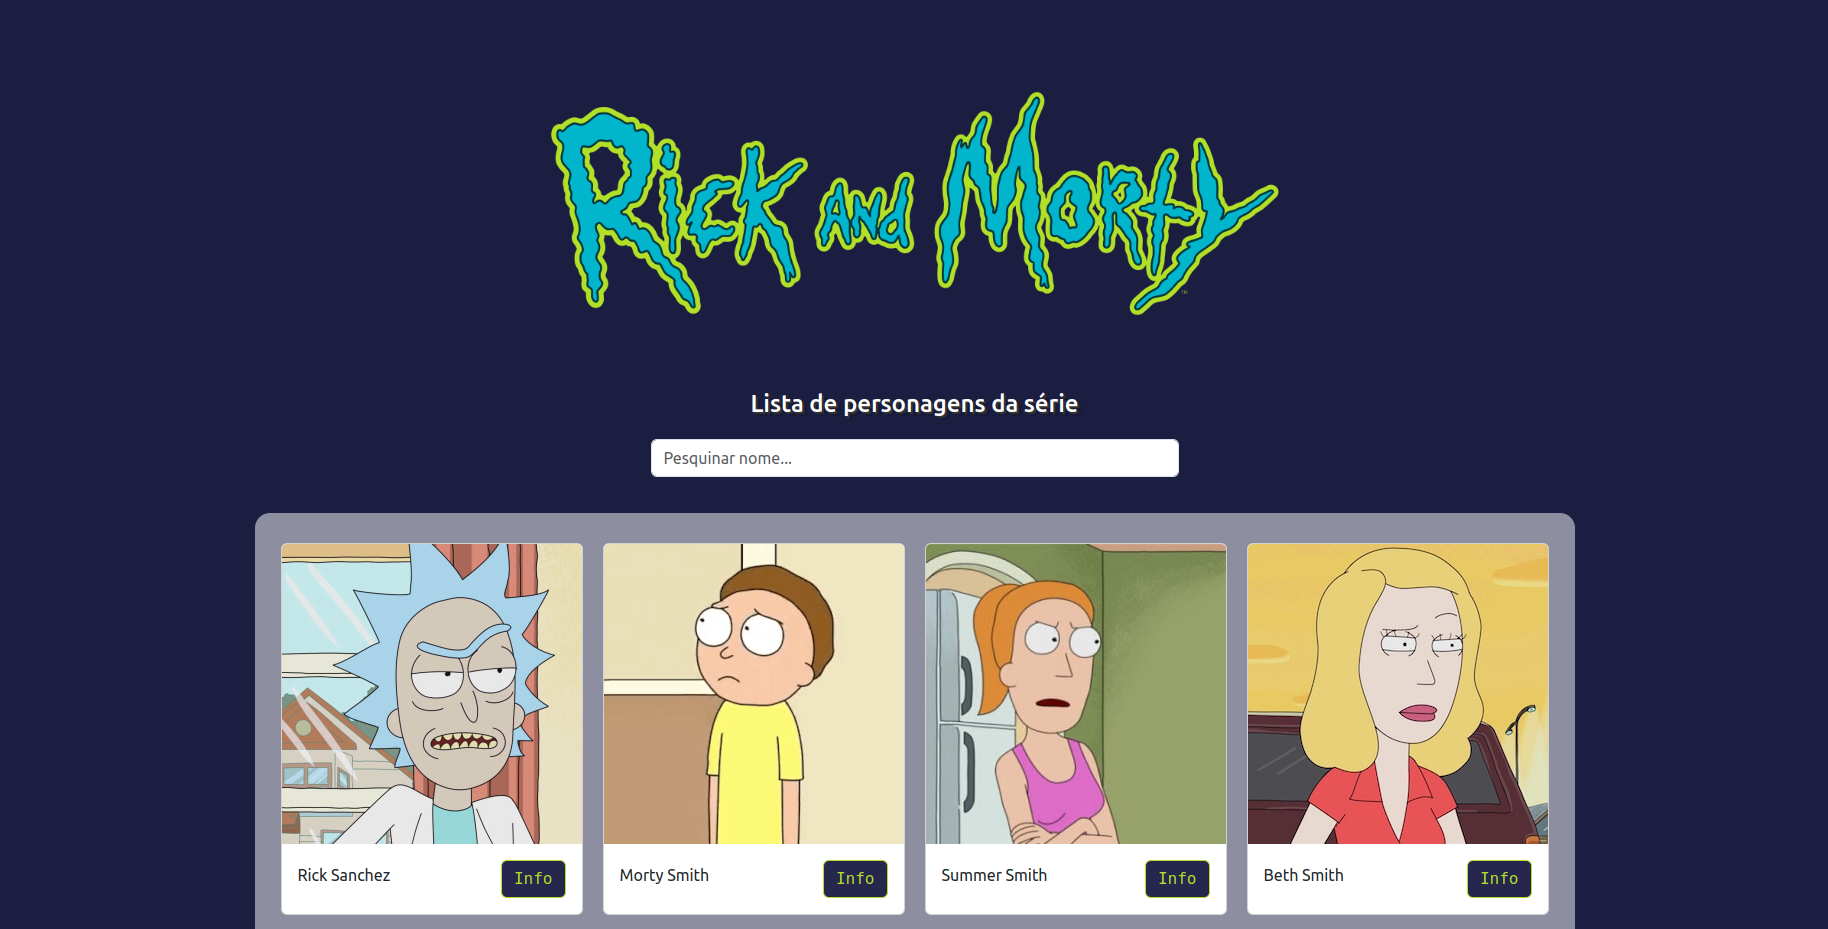 Rick and Morty
™
Lista de personagens da série
Pesquinar nome...
Rick Sanchez
Info
Morty Smith
Info
Summer Smith
Info
Beth Smith
Info